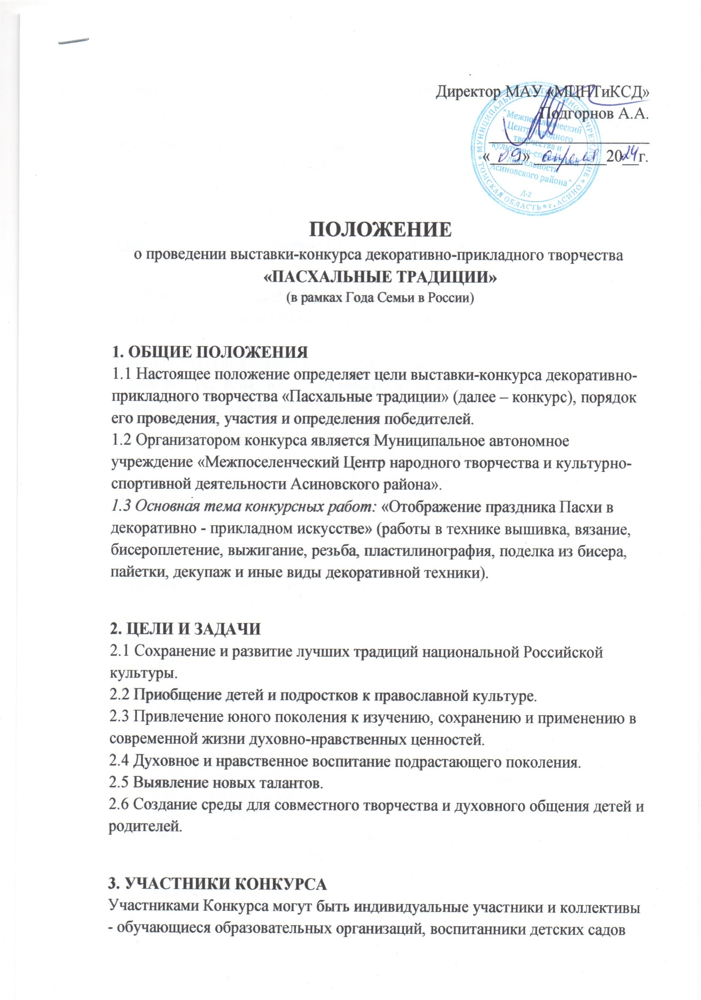 Директор МАУ «МЦНТиКСД»
Подгорнов А.А.
«09» апреля 2024г.
МУНИЦИПАЛЬНОЕ АВТОНОМНОЕ УЧРЕЖДЕНИЕ * ТОМСКАЯ ОБЛАСТЬ * г. АСИНО *
"Межпоселенческий
Центр народного
творчества и
культурно-спортивной
деятельности
Асиновского района"
Д-2
ПОЛОЖЕНИЕ
о проведении выставки-конкурса декоративно-прикладного творчества
«ПАСХАЛЬНЫЕ ТРАДИЦИИ»
(в рамках Года Семьи в России)
1. ОБЩИЕ ПОЛОЖЕНИЯ
1.1 Настоящее положение определяет цели выставки-конкурса декоративно-
прикладного творчества «Пасхальные традиции» (далее – конкурс), порядок
его проведения, участия и определения победителей.
1.2 Организатором конкурса является Муниципальное автономное
учреждение «Межпоселенческий Центр народного творчества и культурно-
спортивной деятельности Асиновского района».
1.3 Основная тема конкурсных работ: «Отображение праздника Пасхи в
декоративно - прикладном искусстве» (работы в технике вышивка, вязание,
бисероплетение, выжигание, резьба, пластилинография, поделка из бисера,
пайетки, декупаж и иные виды декоративной техники).
2. ЦЕЛИ И ЗАДАЧИ
2.1 Сохранение и развитие лучших традиций национальной Российской
культуры.
2.2 Приобщение детей и подростков к православной культуре.
2.3 Привлечение юного поколения к изучению, сохранению и применению в
современной жизни духовно-нравственных ценностей.
2.4 Духовное и нравственное воспитание подрастающего поколения.
2.5 Выявление новых талантов.
2.6 Создание среды для совместного творчества и духовного общения детей и
родителей.
3. УЧАСТНИКИ КОНКУРСА
Участниками Конкурса могут быть индивидуальные участники и коллективы
- обучающиеся образовательных организаций, воспитанники детских садов